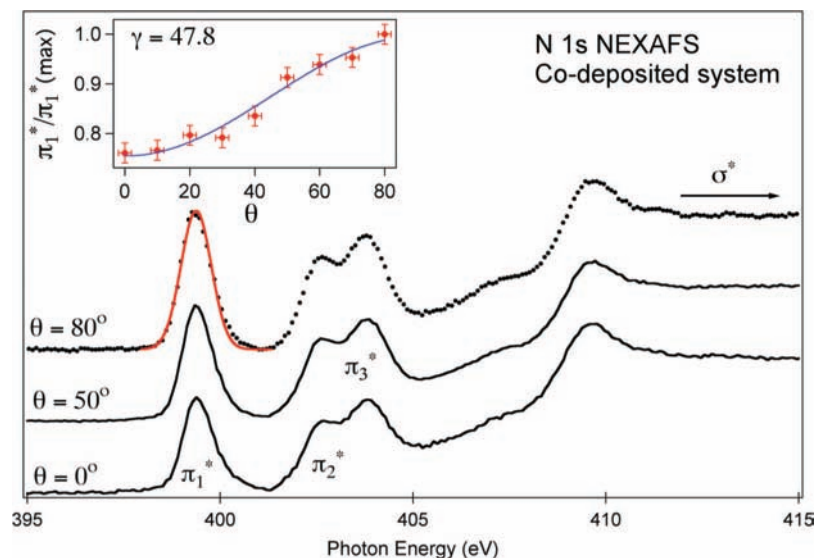 N 1s NEXAFS
Co-deposited system
γ = 47.8
π₁*/π₁*(max)
1.0
0.9
0.8
0 20 40 60 80
θ
σ*
θ = 80°
θ = 50°
θ = 0°
π₁*
π₂*
π₃*
395 400 405 410 415
Photon Energy (eV)